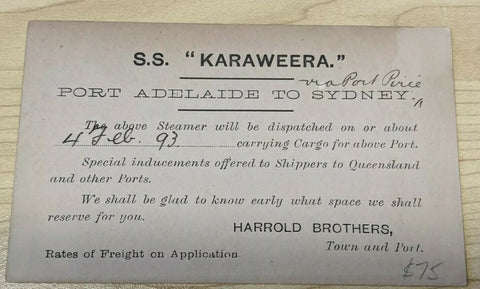 S.S. "KARAWEERA."
via Port Pirie
PORT ADELAIDE TO SYDNEY.
The above Steamer will be dispatched on or about
4 Feb. 93 carrying Cargo for above Port.
Special inducements offered to Shippers to Queensland
and other Ports.
We shall be glad to know early what space we shall
reserve for you.
HARROLD BROTHERS,
Town and Port.
Rates of Freight on Application.
$75